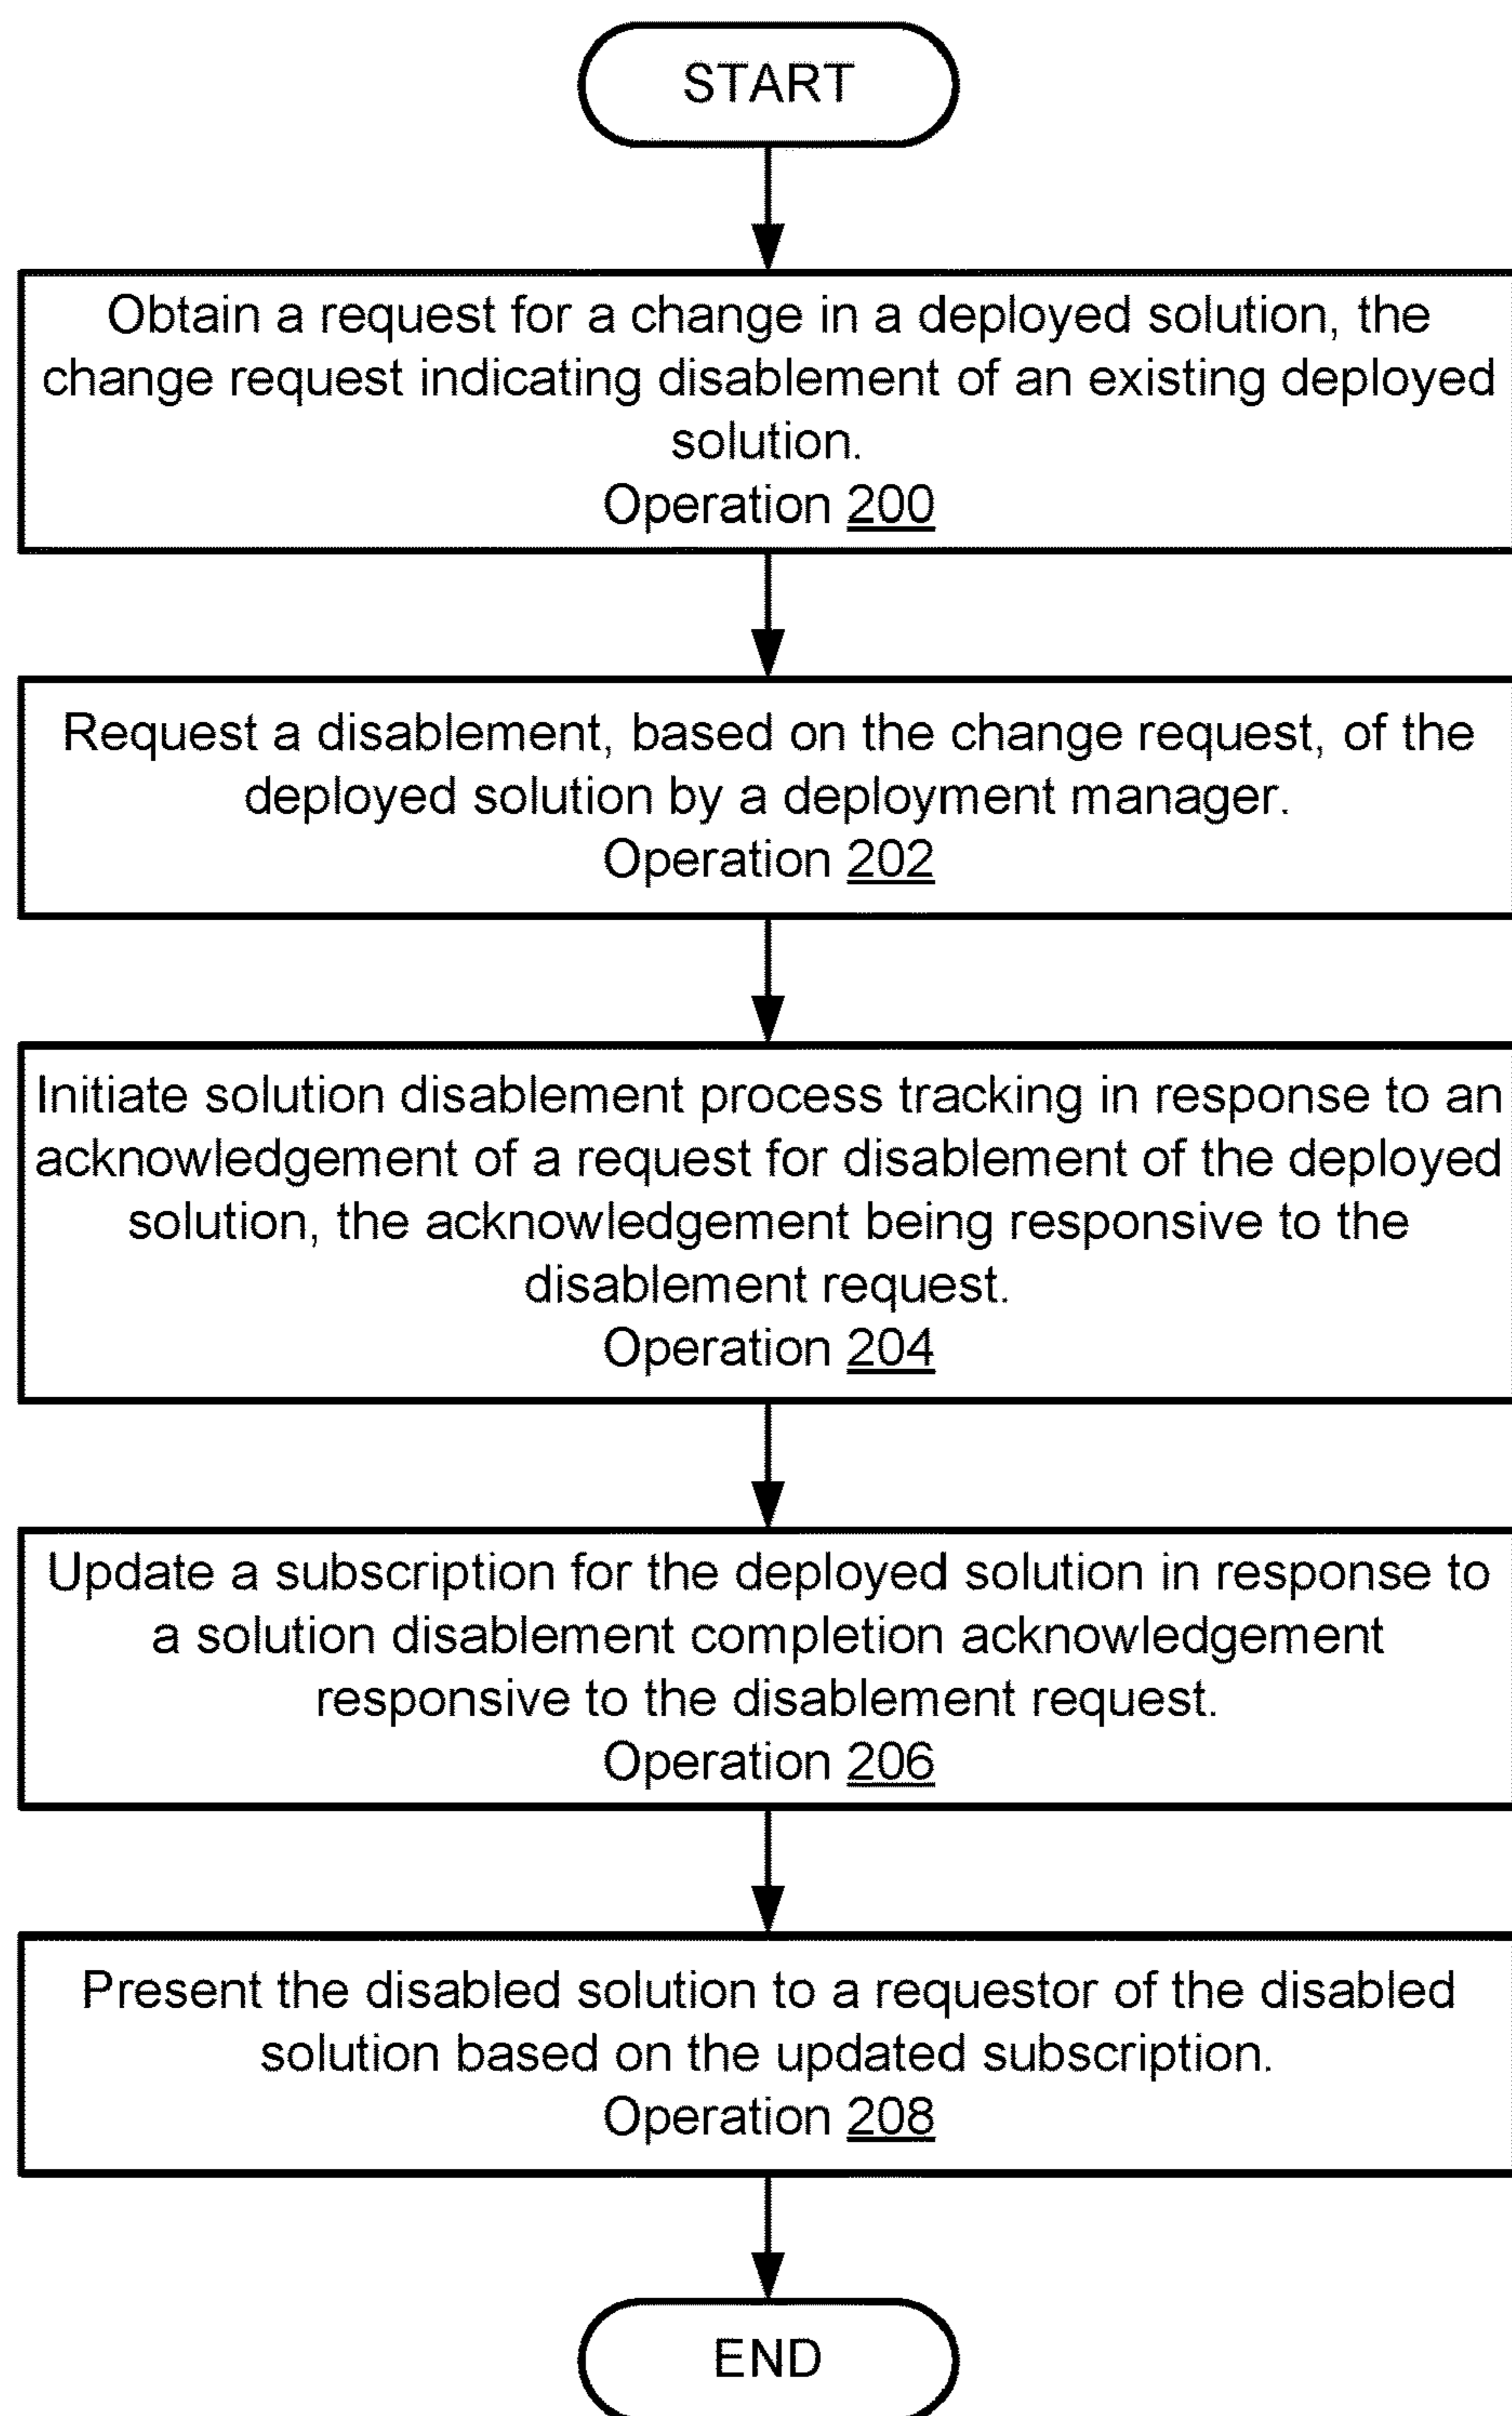 START
Obtain a request for a change in a deployed solution, the
change request indicating disablement of an existing deployed
solution.
Operation 200
Request a disablement, based on the change request, of the
deployed solution by a deployment manager.
Operation 202
Initiate solution disablement process tracking in response to an
acknowledgement of a request for disablement of the deployed
solution, the acknowledgement being responsive to the
disablement request.
Operation 204
Update a subscription for the deployed solution in response to
a solution disablement completion acknowledgement
responsive to the disablement request.
Operation 206
Present the disabled solution to a requestor of the disabled
solution based on the updated subscription.
Operation 208
END